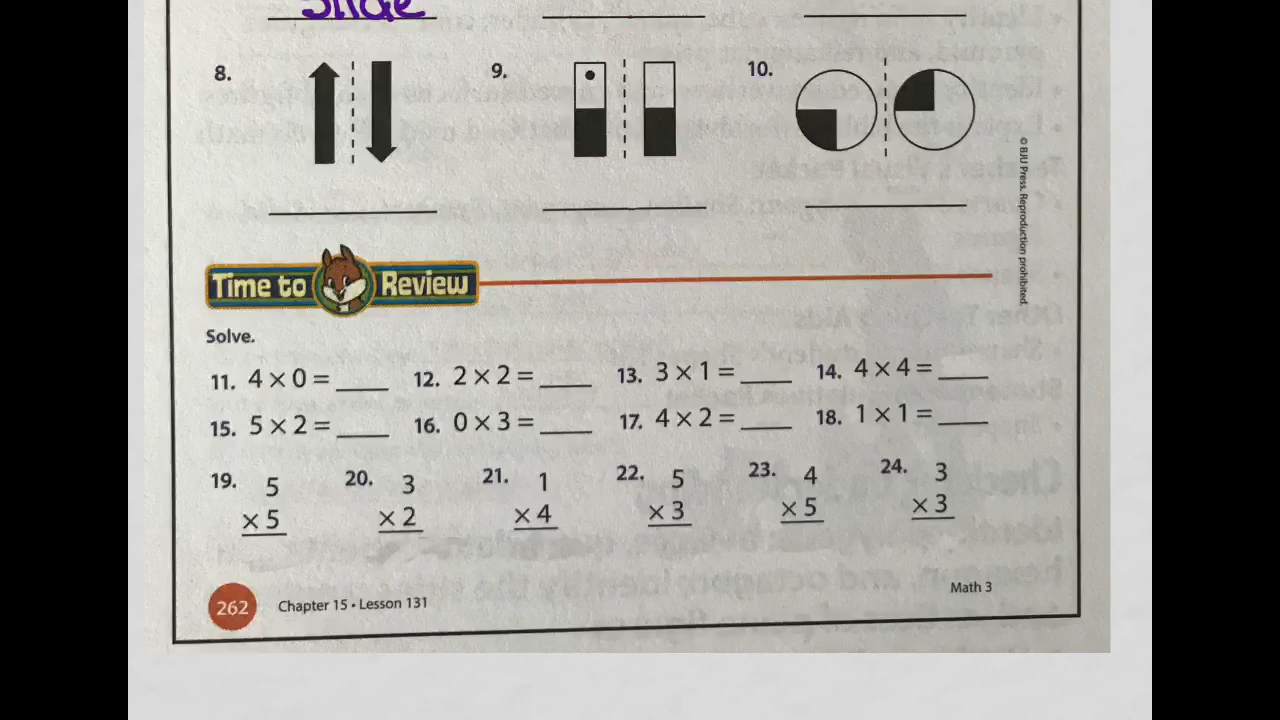 Slide
8.
9.
10.
© BJU Press. Reproduction prohibited.
Time to Review
Solve.
11. 4 × 0 = ____ 12. 2 × 2 = ____ 13. 3 × 1 = ____ 14. 4 × 4 = ____
15. 5 × 2 = ____ 16. 0 × 3 = ____ 17. 4 × 2 = ____ 18. 1 × 1 = ____
19. 5 20. 3 21. 1 22. 5 23. 4 24. 3
× 5 × 2 × 4 × 3 × 5 × 3
262 Chapter 15 • Lesson 131 Math 3